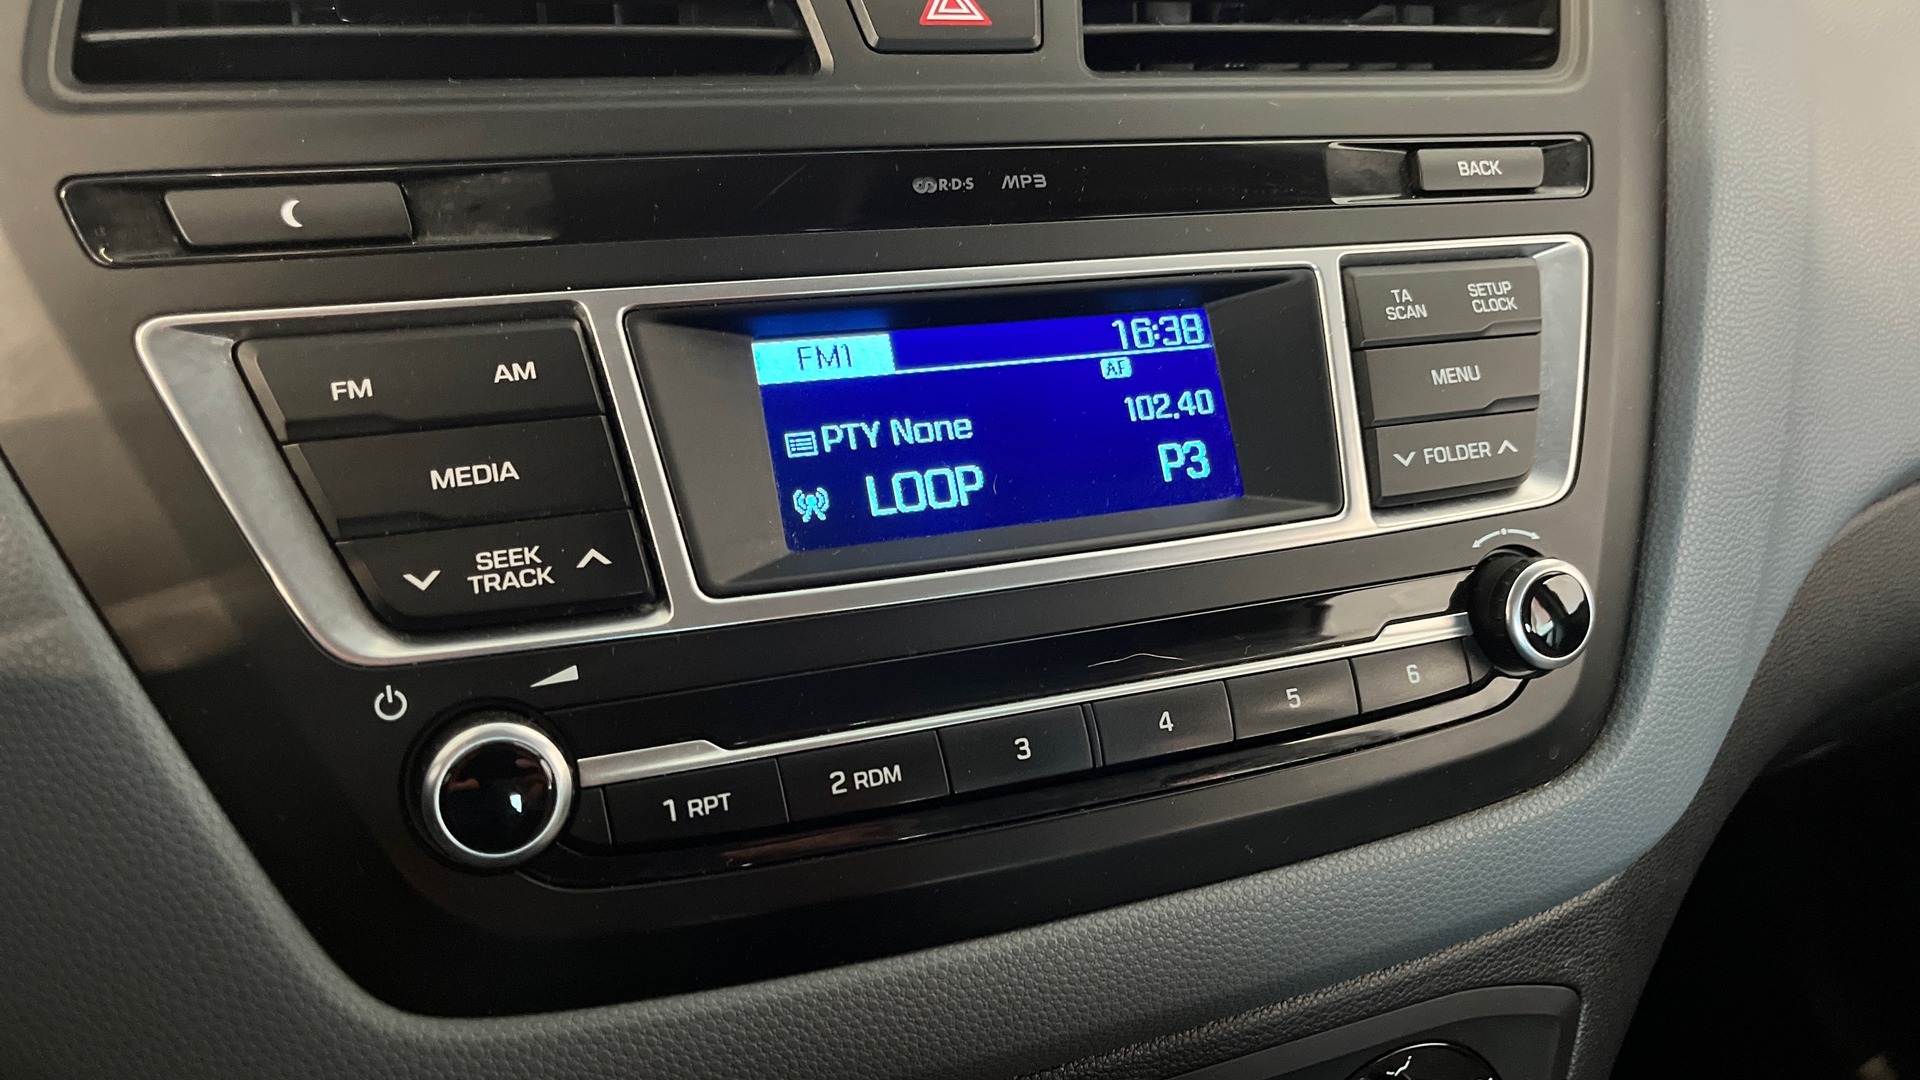 R·D·S MP3
BACK
FM1
16:38
AF
PTY None
102.40
LOOP
P3
FM
AM
MEDIA
SEEK
TRACK
TA
SCAN
SETUP
CLOCK
MENU
FOLDER
1 RPT
2 RDM
3
4
5
6